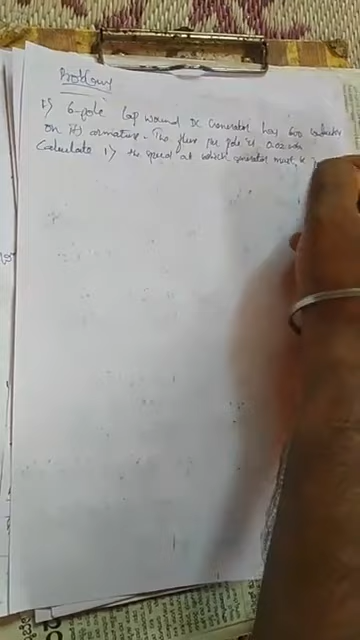 Problems
1) 6-pole lap wound DC Generator has 600 conductors
on its armature. The flux per pole is 0.02 wb
Calculate 1) the speed at which generator must be